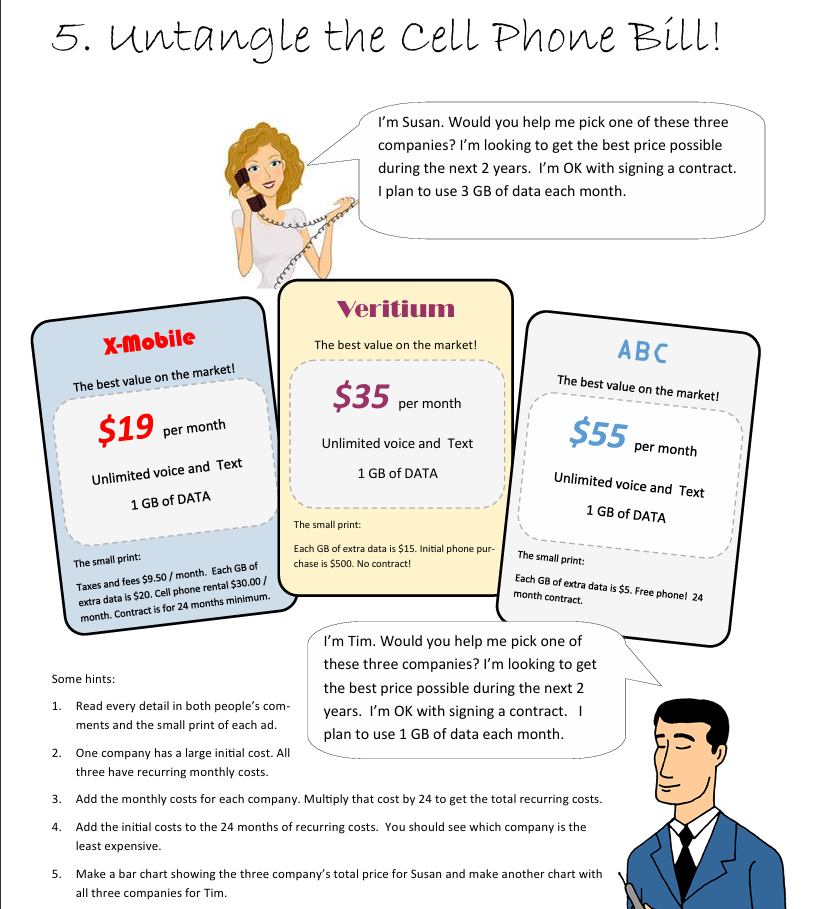 5. Untangle the Cell Phone Bill!
I'm Susan. Would you help me pick one of these three
companies? I'm looking to get the best price possible
during the next 2 years.  I'm OK with signing a contract.
I plan to use 3 GB of data each month.
X-Mobile
The best value on the market!
$19 per month
Unlimited voice and  Text
1 GB of DATA
The small print:
Taxes and fees $9.50 / month.  Each GB of
extra data is $20. Cell phone rental $30.00 /
month. Contract is for 24 months minimum.
Veritium
The best value on the market!
$35 per month
Unlimited voice and  Text
1 GB of DATA
The small print:
Each GB of extra data is $15. Initial phone pur-
chase is $500. No contract!
ABC
The best value on the market!
$55 per month
Unlimited voice and  Text
1 GB of DATA
The small print:
Each GB of extra data is $5. Free phone!  24
month contract.
I'm Tim. Would you help me pick one of
these three companies? I'm looking to get
the best price possible during the next 2
years.  I'm OK with signing a contract.   I
plan to use 1 GB of data each month.
Some hints:
1. Read every detail in both people's com-
ments and the small print of each ad.
2. One company has a large initial cost. All
three have recurring monthly costs.
3. Add the monthly costs for each company. Multiply that cost by 24 to get the total recurring costs.
4. Add the initial costs to the 24 months of recurring costs.  You should see which company is the
least expensive.
5. Make a bar chart showing the three company's total price for Susan and make another chart with
all three companies for Tim.